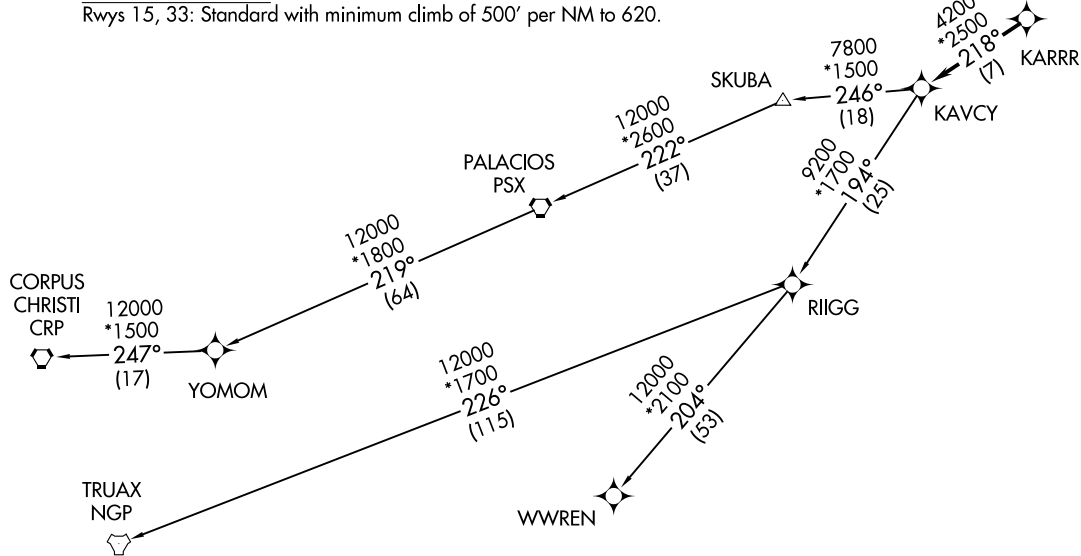 Rwys 15, 33: Standard with minimum climb of 500' per NM to 620.
4200
*2500
218°
(7)
KARRR
7800
*1500
246°
(18)
SKUBA
KAVCY
12000
*2600
222°
(37)
9200
*1700
194°
(25)
PALACIOS
PSX
12000
*1800
219°
(64)
CORPUS
CHRISTI
CRP
12000
*1500
247°
(17)
YOMOM
RIIGG
12000
*1700
226°
(115)
12000
*2100
204°
(53)
TRUAX
NGP
WWREN